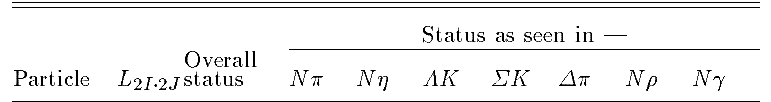 Status as seen in —
Overall
Particle L2I·2J status Nπ Nη ΛK ΣK Δπ Nρ Nγ